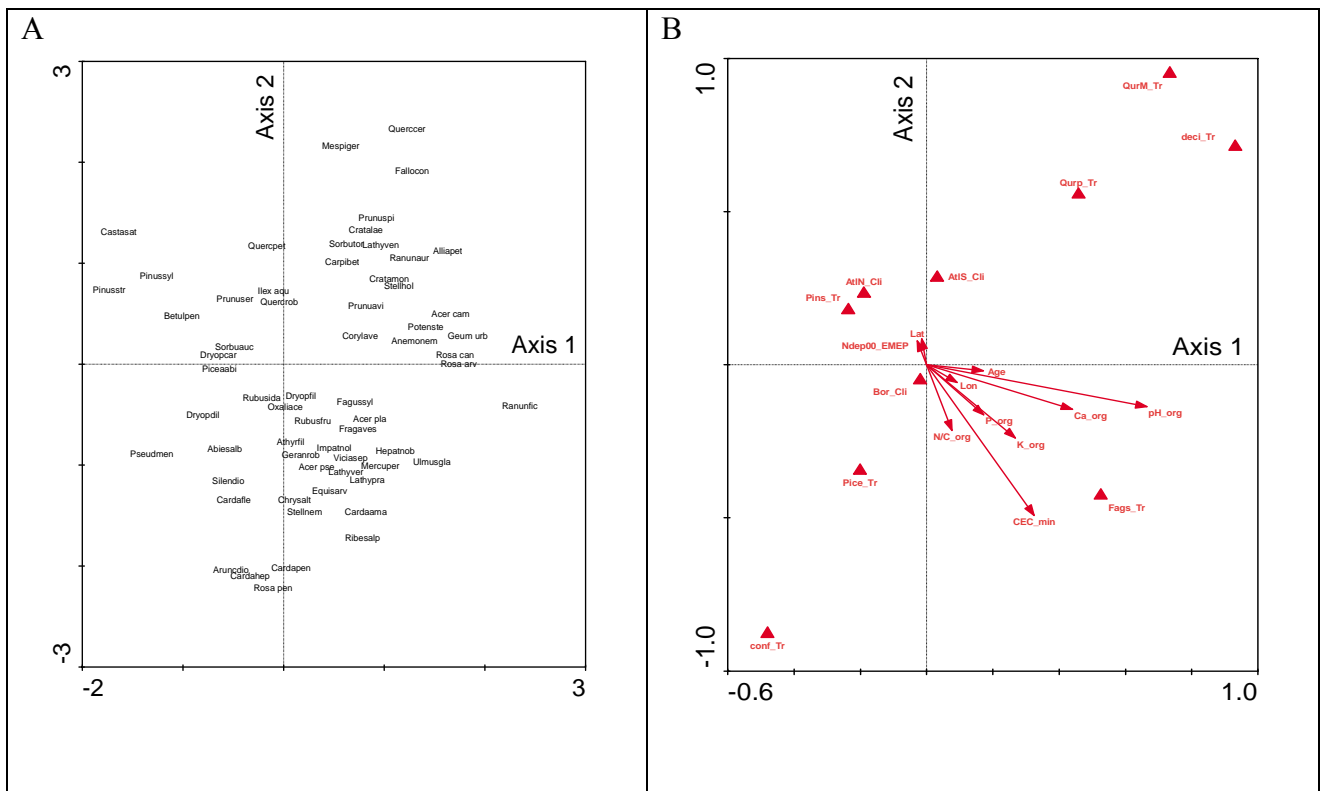 A
3
Axis 2
Querccer
Mespiger
Fallocon
Prunuspi
Castasat
Cratalae
Quercpet
Sorbutor
Lathyven
Alliapet
Ranunaur
Carpibet
Pinussyl
Cratamon
Stellhol
Pinusstr
Ilex aqu
Prunuser
Quercrob
Prunuavi
Betulpen
Acer cam
Potenste
Corylave
Geum urb
Anemonem
Axis 1
Sorbuauc
Dryopcar
Rosa can
Rosa arv
Piceaabi
Rubusida
Dryopfil
Fagussyl
Oxaliace
Ranunfic
Dryopdil
Rubusfru
Acer pla
Fragaves
Athyrfil
Abiesalb
Impatnol
Hepatnob
Pseudmen
Geranrob
Viciasep
Acer pse
Mercuper
Ulmusgla
Lathyver
Silendio
Lathypra
Equisarv
Cardafle
Chrysalt
Stellnem
Cardaama
Ribesalp
Aruncdio
Cardapen
Cardahep
Rosa pen
-3
-2
3
B
1.0
Axis 2
QurM_Tr
deci_Tr
Qurp_Tr
AtlS_Cli
AtlN_Cli
Pins_Tr
Lat
Ndep00_EMEP
Axis 1
Age
Lon
Bor_Cli
Ca_org
pH_org
P_org
N/C_org
K_org
Pice_Tr
Fags_Tr
CEC_min
conf_Tr
-1.0
-0.6
1.0